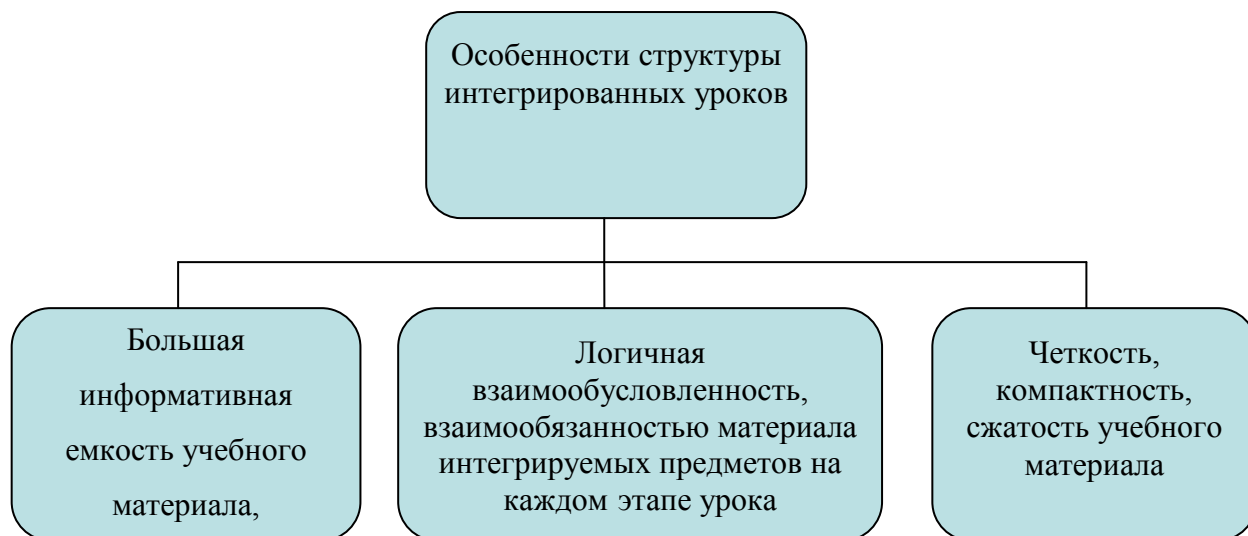 Особенности структуры
интегрированных уроков
Большая
информативная
емкость учебного
материала,
Логичная
взаимообусловленность,
взаимообязанностью материала
интегрируемых предметов на
каждом этапе урока
Четкость,
компактность,
сжатость учебного
материала